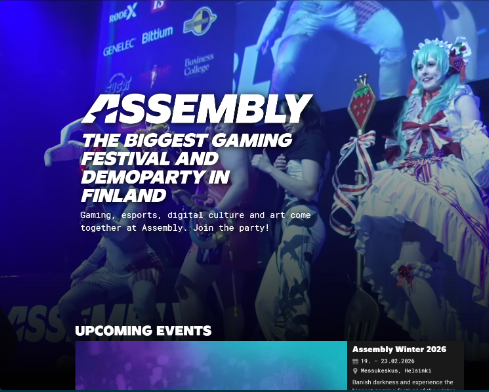 RØDEX
GENELEC
Bittium
Business
College
ASSEMBLY
THE BIGGEST GAMING
FESTIVAL AND
DEMOPARTY IN
FINLAND
Gaming, esports, digital culture and art come
together at Assembly. Join the party!
UPCOMING EVENTS
Assembly Winter 2026
19. - 22.02.2026
Messukeskus, Helsinki
Banish darkness and experience the